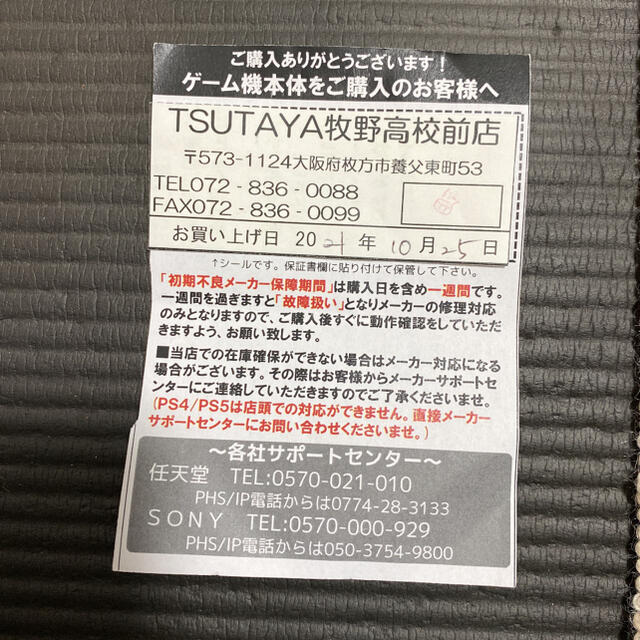 ご購入ありがとうございます！
ゲーム機本体をご購入のお客様へ
TSUTAYA牧野高校前店
〒573-1124大阪府枚方市養父東町53
TEL072-836-0088
FAX072-836-0099
お買い上げ日 2021年10月25日
↑シールです。保証書欄に貼り付けて保管して下さい。
「初期不良メーカー保障期間」は購入日を含め一週間です。
一週間を過ぎますと「故障扱い」となりメーカーの修理対応
のみとなりますので、ご購入後すぐに動作確認をしていただ
きますよう、お願い致します。
■当店での在庫確保ができない場合はメーカー対応になる
場合がございます。その際はお客様からメーカーサポートセ
ンターにご連絡していただきますのでご了承くださいませ。
(PS4/PS5は店頭での対応ができません。直接メーカー
サポートセンターにお問い合わせくださいませ。)
～各社サポートセンター～
任天堂 TEL:0570-021-010
PHS/IP電話からは0774-28-3133
SONY TEL:0570-000-929
PHS/IP電話からは050-3754-9800